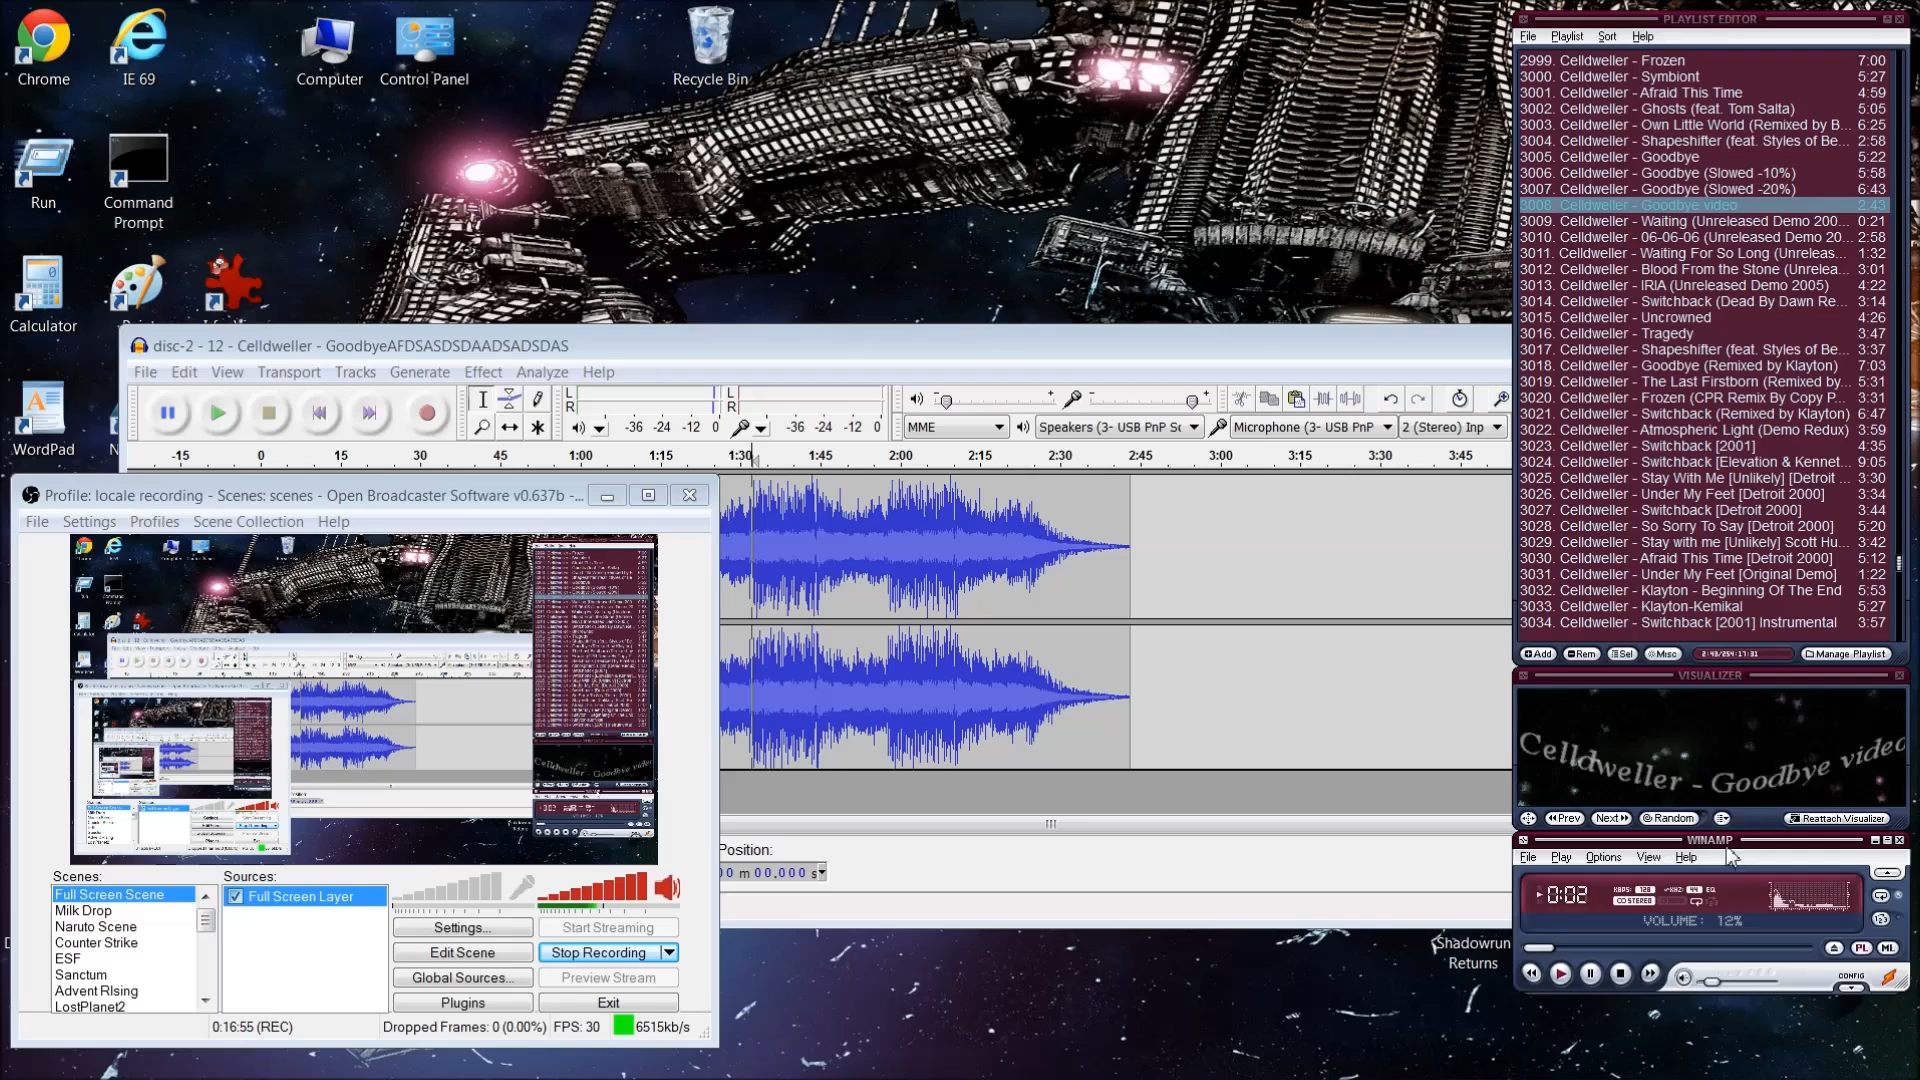 Chrome
IE 69
Computer
Control Panel
Recycle Bin
Run
Command Prompt
Calculator
WordPad
disc-2 - 12 - Celldweller - GoodbyeAFDSASDSDAADSADSDAS
File Edit View Transport Tracks Generate Effect Analyze Help
L
R
-36 -24 -12 0
L
R
-36 -24 -12 0
MME
Speakers (3- USB PnP Sc
Microphone (3- USB PnP
2 (Stereo) Inp
-15 0 15 30 45 1:00 1:15 1:30 1:45 2:00 2:15 2:30 2:45 3:00 3:15 3:30 3:45
Profile: locale recording - Scenes: scenes - Open Broadcaster Software v0.637b -...
File Settings Profiles Scene Collection Help
Scenes:
Full Screen Scene
Milk Drop
Naruto Scene
Counter Strike
ESF
Sanctum
Advent RIsing
LostPlanet2
Sources:
Full Screen Layer
Settings...
Start Streaming
Edit Scene
Stop Recording
Global Sources...
Preview Stream
Plugins
Exit
0:16:55 (REC)
Dropped Frames: 0 (0.00%)
FPS: 30
6515kb/s
Position:
00 m 00.000 s
Shadowrun Returns
PLAYLIST EDITOR
File Playlist Sort Help
2999. Celldweller - Frozen 7:00
3000. Celldweller - Symbiont 5:27
3001. Celldweller - Afraid This Time 4:59
3002. Celldweller - Ghosts (feat. Tom Salta) 5:05
3003. Celldweller - Own Little World (Remixed by B... 6:25
3004. Celldweller - Shapeshifter (feat. Styles of Be... 2:58
3005. Celldweller - Goodbye 5:22
3006. Celldweller - Goodbye (Slowed -10%) 5:58
3007. Celldweller - Goodbye (Slowed -20%) 6:43
3008. Celldweller - Goodbye video 2:43
3009. Celldweller - Waiting (Unreleased Demo 200... 0:21
3010. Celldweller - 06-06-06 (Unreleased Demo 20... 2:58
3011. Celldweller - Waiting For So Long (Unreleas... 1:32
3012. Celldweller - Blood From the Stone (Unrelea... 3:01
3013. Celldweller - IRIA (Unreleased Demo 2005) 4:22
3014. Celldweller - Switchback (Dead By Dawn Re... 3:14
3015. Celldweller - Uncrowned 4:26
3016. Celldweller - Tragedy 3:47
3017. Celldweller - Shapeshifter (feat. Styles of Be... 3:37
3018. Celldweller - Goodbye (Remixed by Klayton) 7:03
3019. Celldweller - The Last Firstborn (Remixed by... 5:31
3020. Celldweller - Frozen (CPR Remix By Copy P... 3:31
3021. Celldweller - Switchback (Remixed by Klayton) 6:47
3022. Celldweller - Atmospheric Light (Demo Redux) 3:59
3023. Celldweller - Switchback [2001] 4:35
3024. Celldweller - Switchback [Elevation & Kennet... 9:05
3025. Celldweller - Stay With Me [Unlikely] [Detroit ... 3:30
3026. Celldweller - Under My Feet [Detroit 2000] 3:34
3027. Celldweller - Switchback [Detroit 2000] 3:44
3028. Celldweller - So Sorry To Say [Detroit 2000] 5:20
3029. Celldweller - Stay with me [Unlikely] Scott Hu... 3:42
3030. Celldweller - Afraid This Time [Detroit 2000] 5:12
3031. Celldweller - Under My Feet [Original Demo] 1:22
3032. Celldweller - Klayton - Beginning Of The End 5:53
3033. Celldweller - Klayton-Kemikal 5:27
3034. Celldweller - Switchback [2001] Instrumental 3:57
Add Rem Sel Misc 2:43/254:17:31 Manage Playlist
VISUALIZER
Celldweller - Goodbye video
Prev Next Random Reattach Visualizer
WINAMP
File Play Options View Help
0:02
KBPS: 128 KHZ: 44 EQ
STEREO
VOLUME: 12%
PL ML
CONFIG